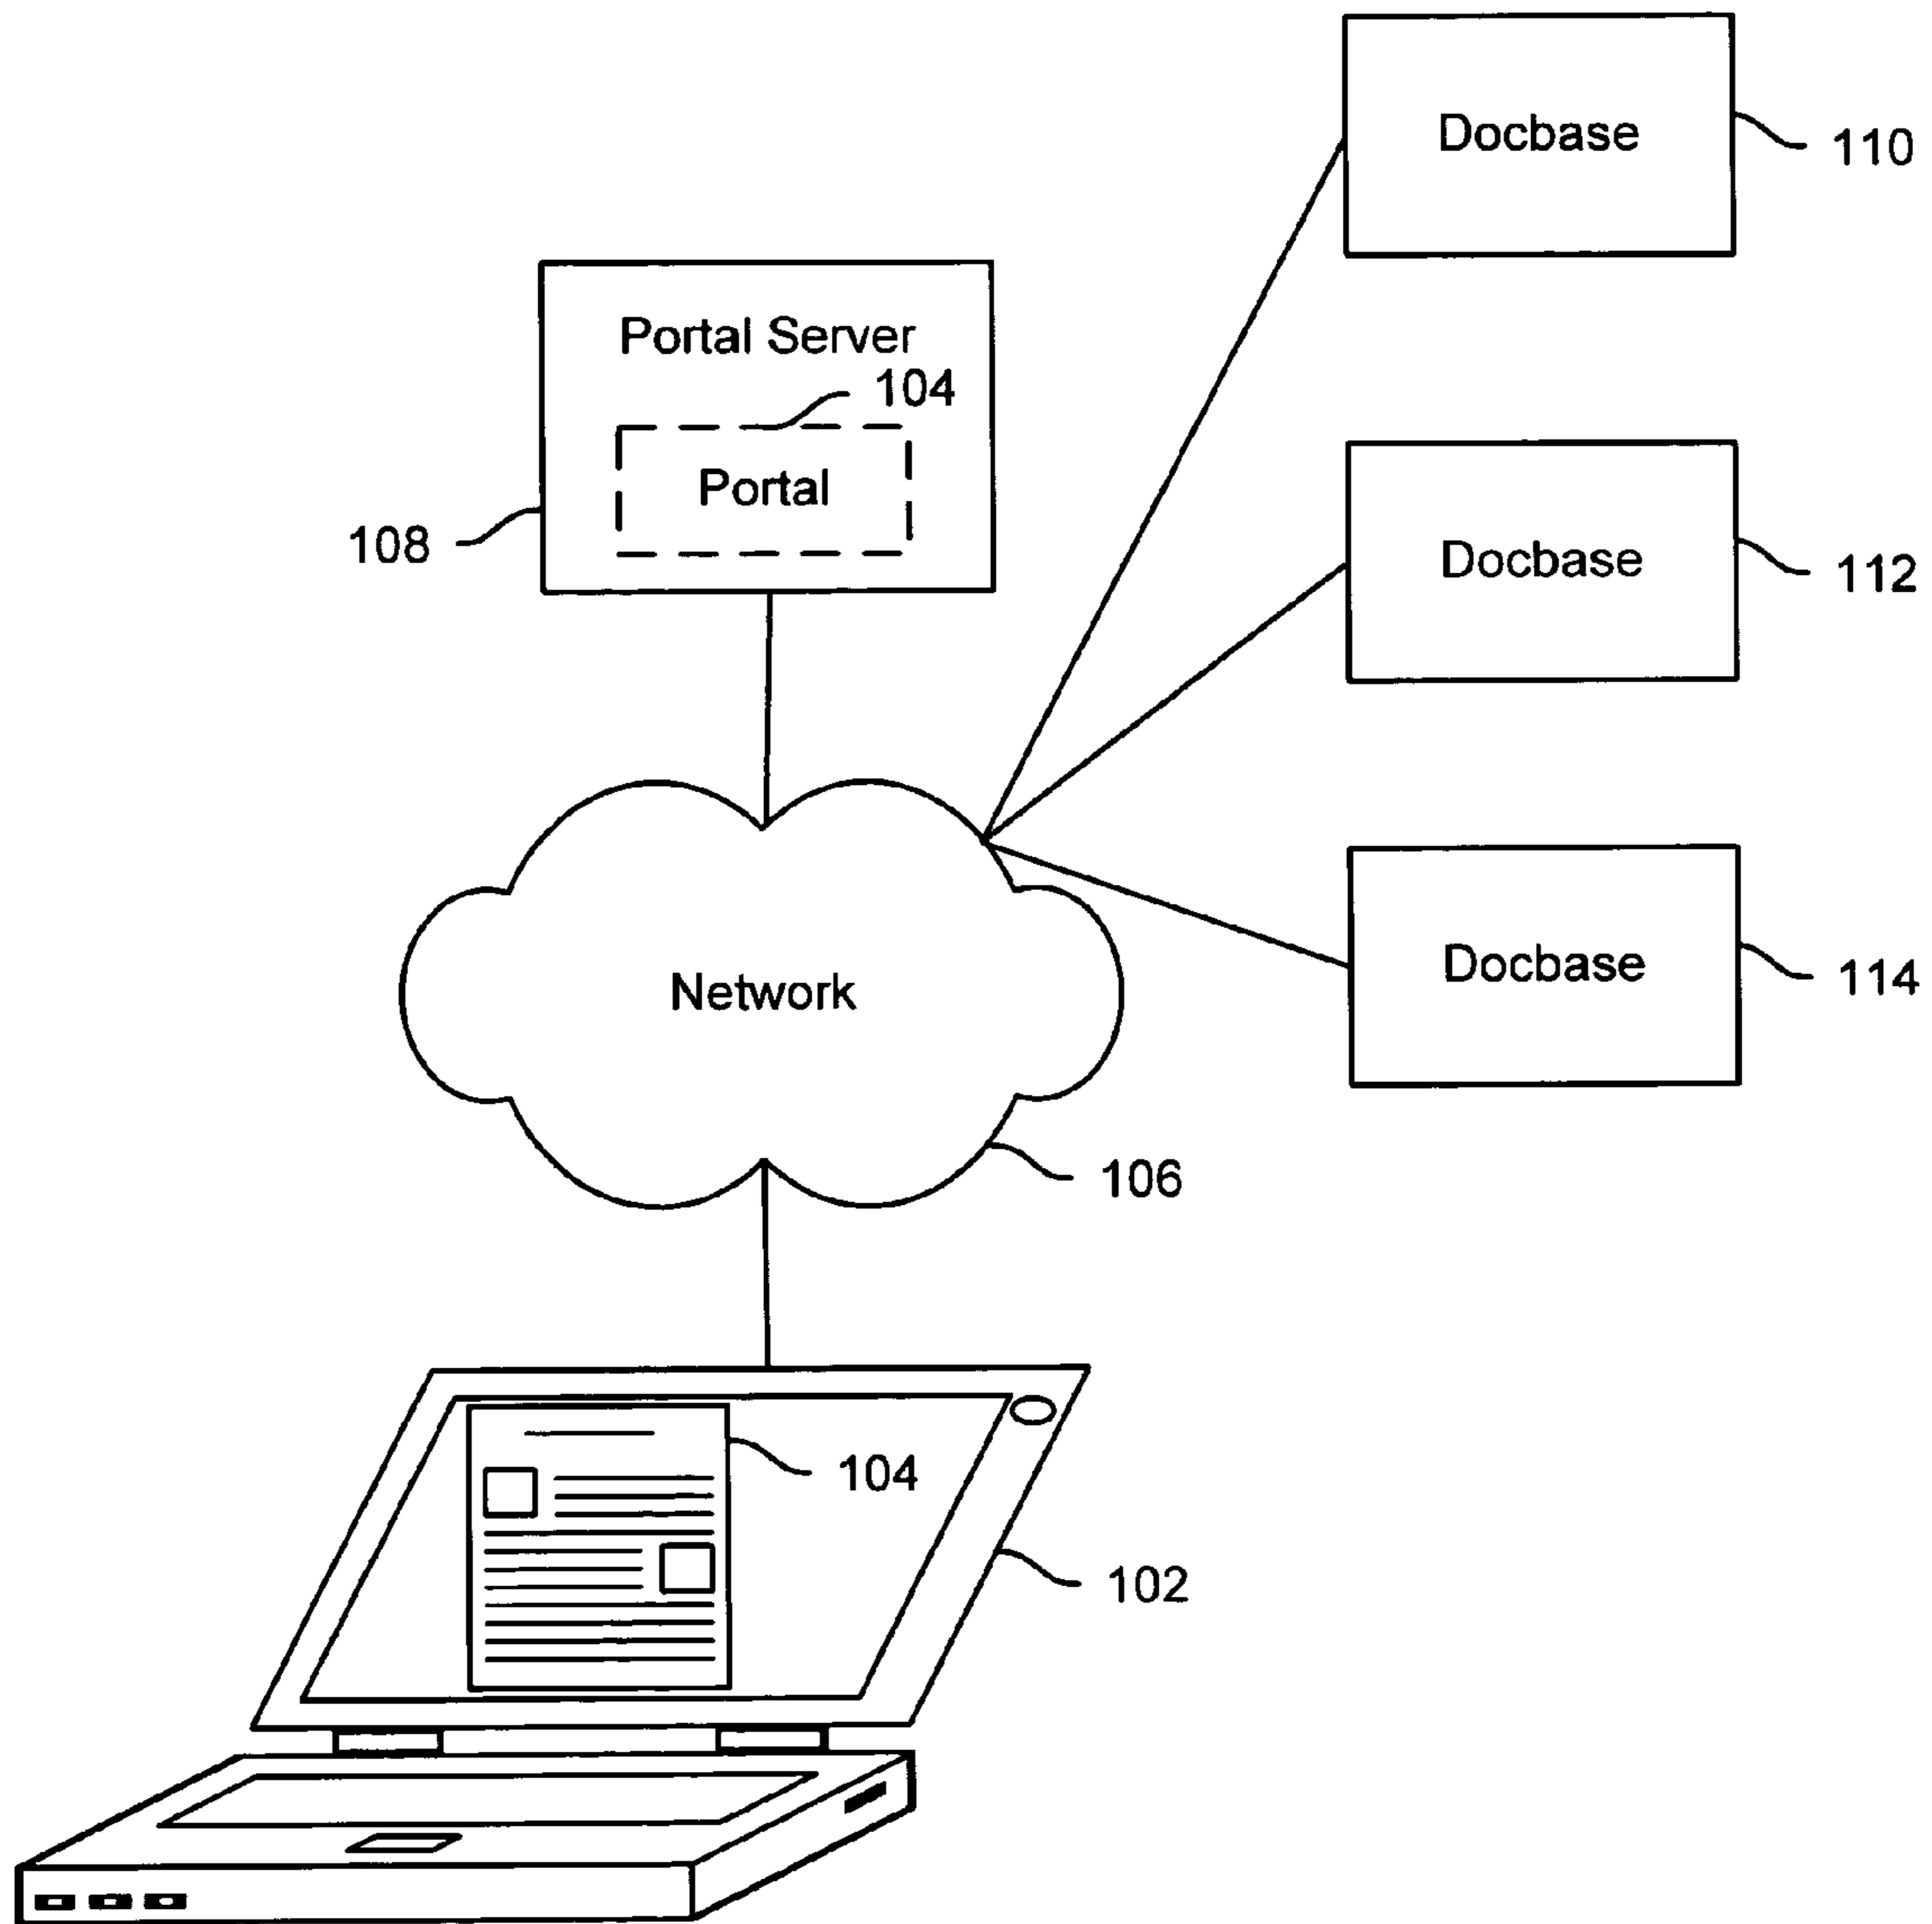 Docbase
110
Portal Server
104
Portal
108
Docbase
112
Docbase
114
Network
106
104
102